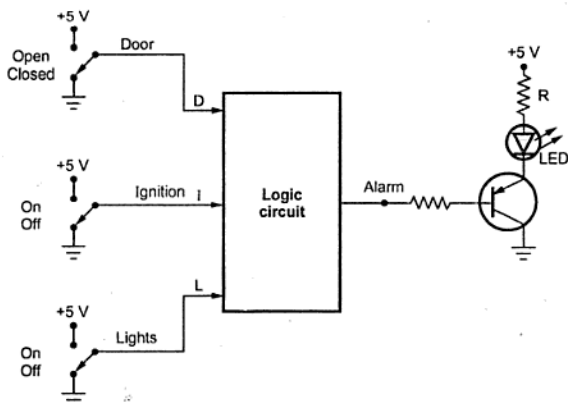 +5 V
Door
Open
Closed
D
+5 V
Ignition
i
On
Off
Logic
circuit
Alarm
+5 V
R
LED
L
+5 V
Lights
On
Off